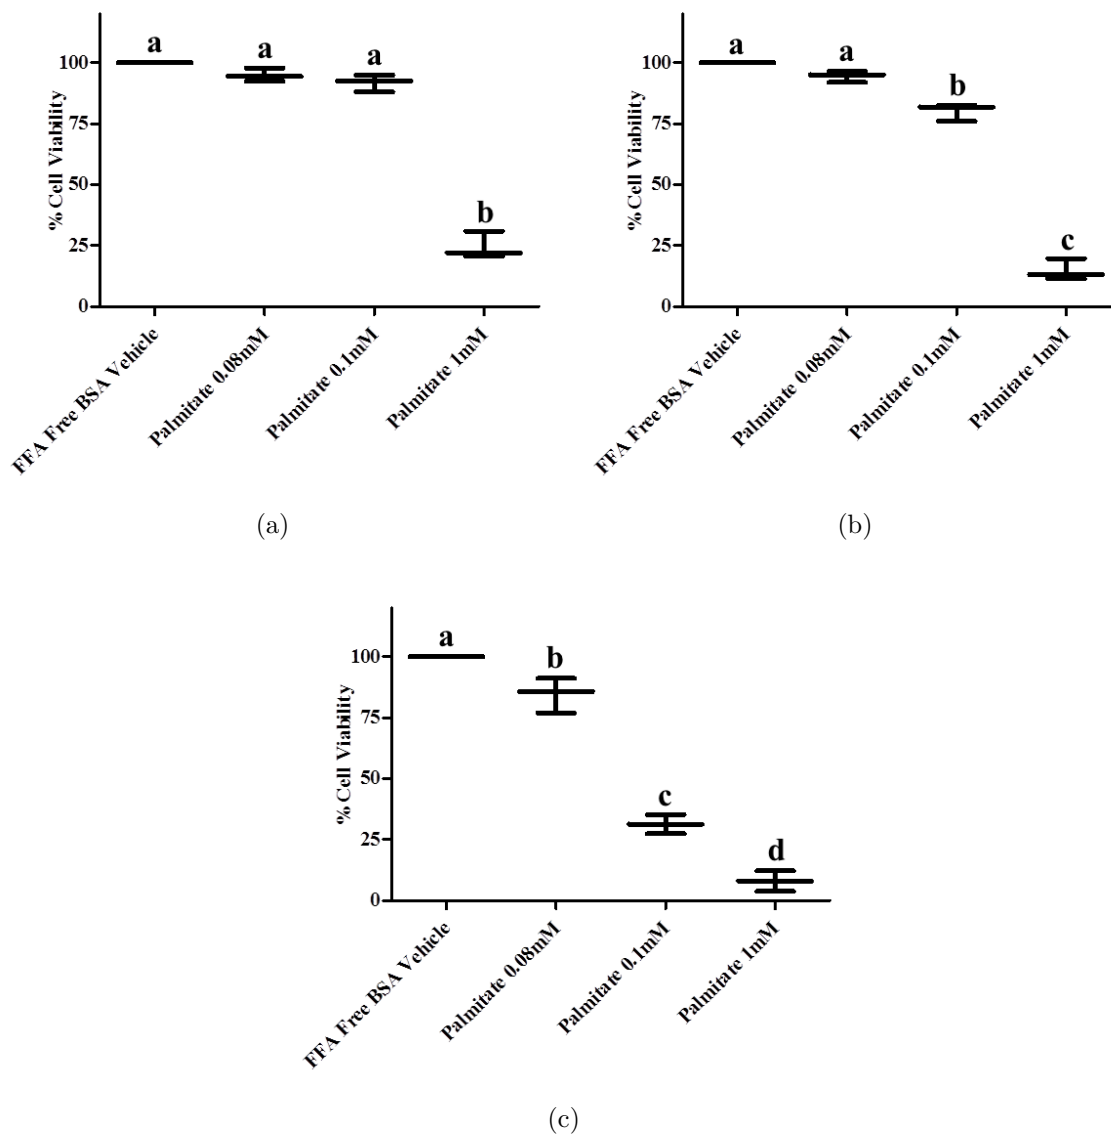 % Cell Viability
100
75
50
25
0
a
a
a
b
FFA Free BSA Vehicle
Palmitate 0.08mM
Palmitate 0.1mM
Palmitate 1mM
(a)
% Cell Viability
100
75
50
25
0
a
a
b
c
FFA Free BSA Vehicle
Palmitate 0.08mM
Palmitate 0.1mM
Palmitate 1mM
(b)
% Cell Viability
100
75
50
25
0
a
b
c
d
FFA Free BSA Vehicle
Palmitate 0.08mM
Palmitate 0.1mM
Palmitate 1mM
(c)